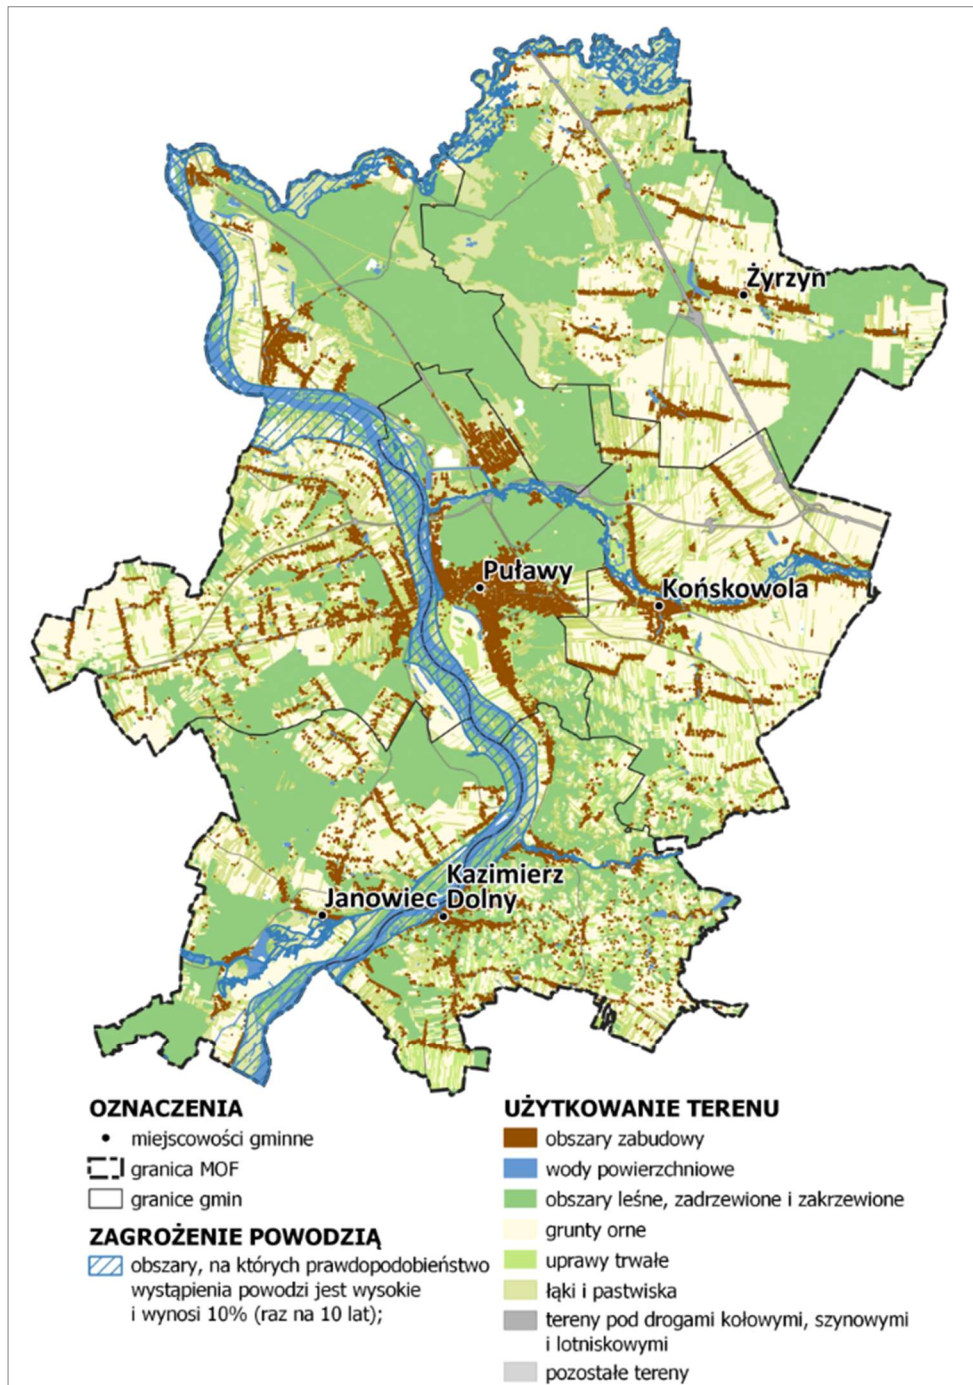 Żyrzyn
Puławy
Końskowola
Kazimierz
Janowiec Dolny
OZNACZENIA
miejscowości gminne
granica MOF
granice gmin
ZAGROŻENIE POWODZIĄ
obszary, na których prawdopodobieństwo
wystąpienia powodzi jest wysokie
i wynosi 10% (raz na 10 lat);
UŻYTKOWANIE TERENU
obszary zabudowy
wody powierzchniowe
obszary leśne, zadrzewione i zakrzewione
grunty orne
uprawy trwałe
łąki i pastwiska
tereny pod drogami kołowymi, szynowymi
i lotniskowymi
pozostałe tereny